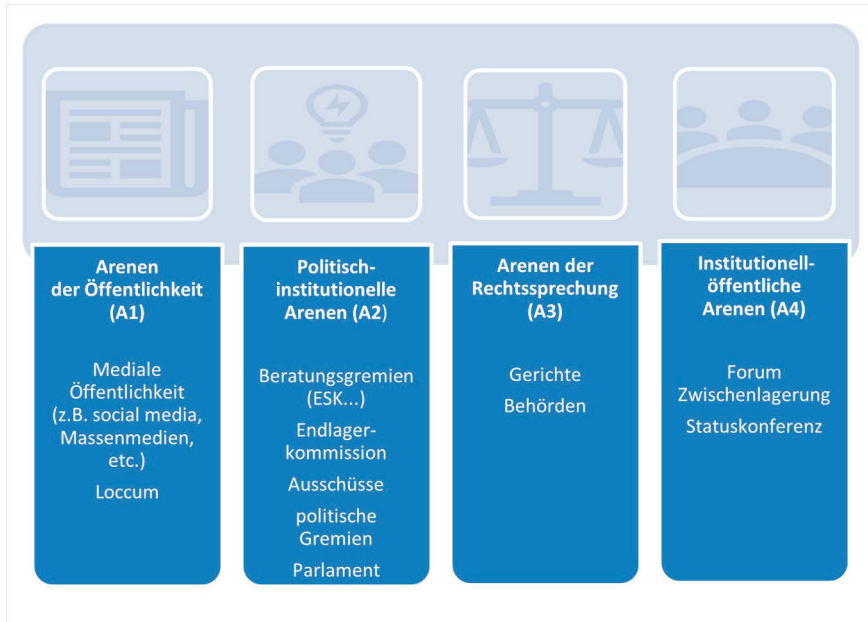 Arenen
der Öffentlichkeit
(A1)
Mediale
Öffentlichkeit
(z.B. social media,
Massenmedien,
etc.)
Loccum
Politisch-
institutionelle
Arenen (A2)
Beratungsgremien
(ESK...)
Endlager-
kommission
Ausschüsse
politische
Gremien
Parlament
Arenen der
Rechtssprechung
(A3)
Gerichte
Behörden
Institutionell-
öffentliche
Arenen (A4)
Forum
Zwischenlagerung
Statuskonferenz